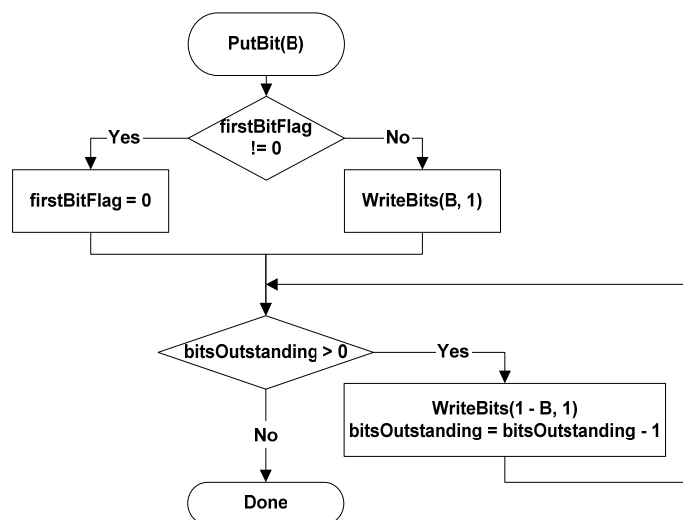 PutBit(B)
firstBitFlag
!= 0
Yes
No
firstBitFlag = 0
WriteBits(B, 1)
bitsOutstanding > 0
Yes
WriteBits(1 - B, 1)
bitsOutstanding = bitsOutstanding - 1
No
Done